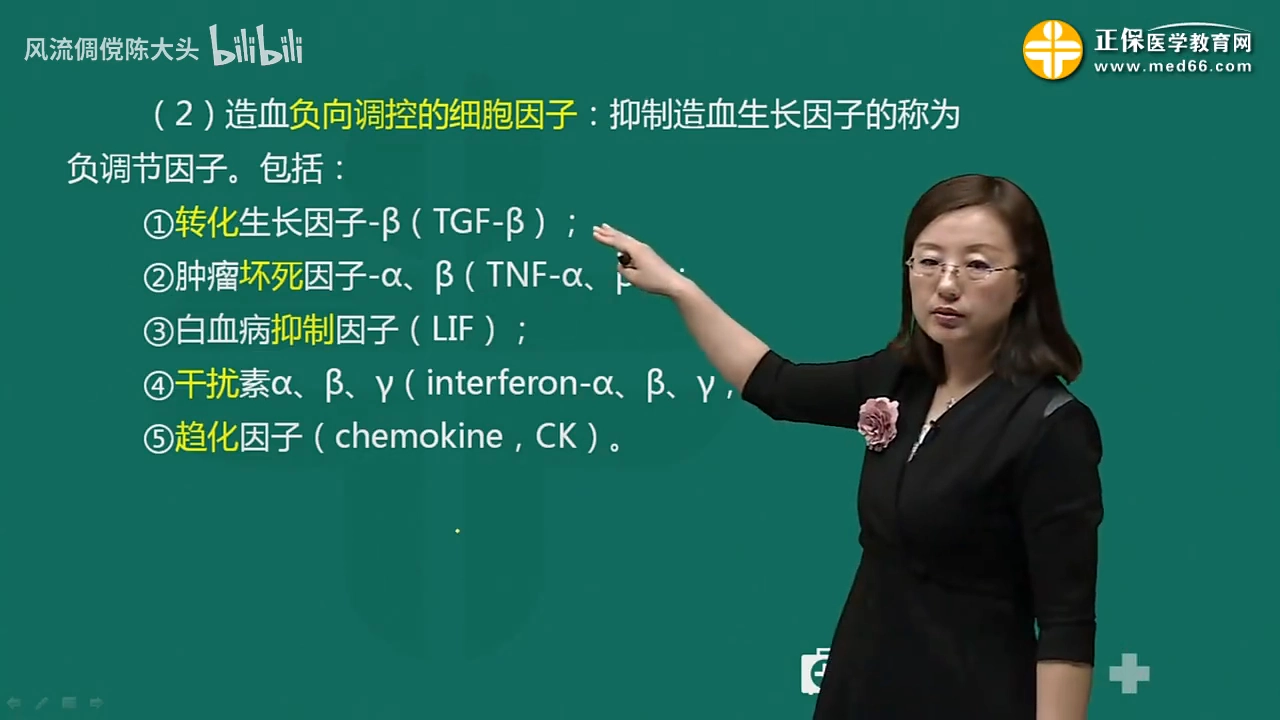 风流倜傥陈大头 bilibili
正保医学教育网
www.med66.com
（2）造血负向调控的细胞因子：抑制造血生长因子的称为
负调节因子。包括：
①转化生长因子-β（TGF-β）；
②肿瘤坏死因子-α、β（TNF-α、β
③白血病抑制因子（LIF）；
④干扰素α、β、γ（interferon-α、β、γ，
⑤趋化因子（chemokine，CK）。